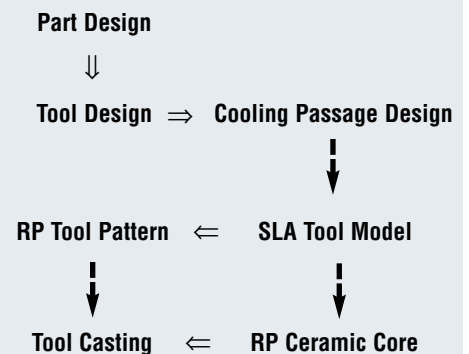 Part Design
⇓
Tool Design ⇒ Cooling Passage Design
RP Tool Pattern ⇐ SLA Tool Model
Tool Casting ⇐ RP Ceramic Core